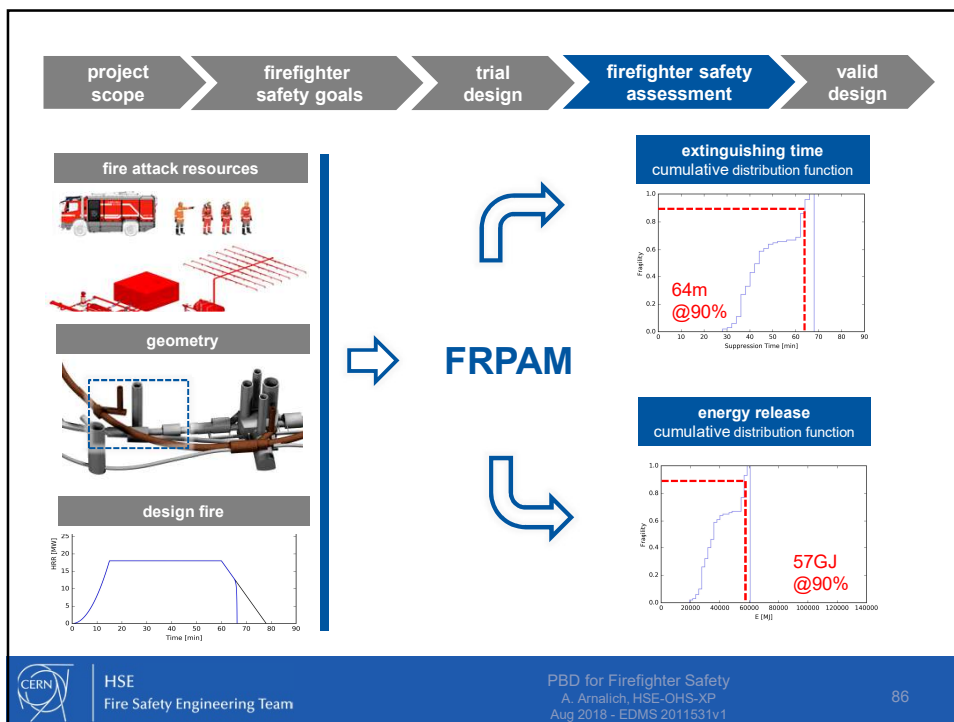 project
scope
firefighter
safety goals
trial
design
firefighter safety
assessment
valid
design
fire attack resources
geometry
design fire
HRR [MW]
25
20
15
10
5
0
0 10 20 30 40 50 60 70 80 90
Time [min]
FRPAM
extinguishing time
cumulative distribution function
Fragility
1.0
0.8
0.6
0.4
0.2
0.0
64m
@90%
0 10 20 30 40 50 60 70 80 90
Suppression Time [min]
energy release
cumulative distribution function
Fragility
1.0
0.8
0.6
0.4
0.2
0.0
57GJ
@90%
0 20000 40000 60000 80000 100000 120000 140000
E [MJ]
CERN
HSE
Fire Safety Engineering Team
PBD for Firefighter Safety
A. Arnalich, HSE-OHS-XP
Aug 2018 - EDMS 2011531v1
86